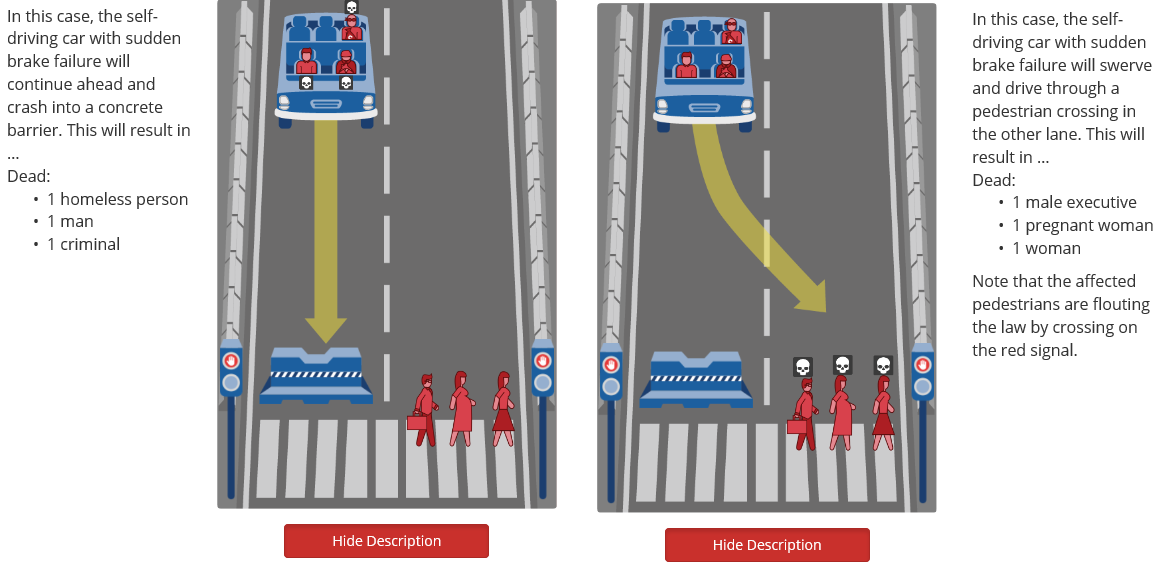 In this case, the self-
driving car with sudden
brake failure will
continue ahead and
crash into a concrete
barrier. This will result in
...
Dead:
• 1 homeless person
• 1 man
• 1 criminal
Hide Description
In this case, the self-
driving car with sudden
brake failure will swerve
and drive through a
pedestrian crossing in
the other lane. This will
result in ...
Dead:
• 1 male executive
• 1 pregnant woman
• 1 woman
Note that the affected
pedestrians are flouting
the law by crossing on
the red signal.
Hide Description